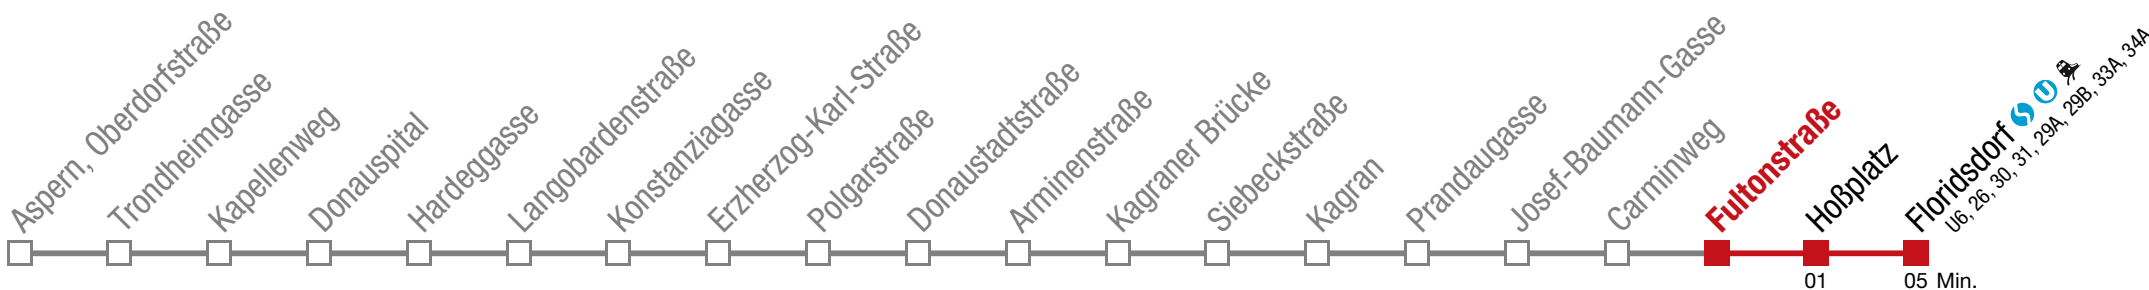 Aspern, Oberdorfstraße
Trondheimgasse
Kapellenweg
Donauspital
Hardeggasse
Langobardenstraße
Konstanziagasse
Erzherzog-Karl-Straße
Polgarstraße
Donaustadtstraße
Arminenstraße
Kagraner Brücke
Siebeckstraße
Kagran
Prandaugasse
Josef-Baumann-Gasse
Carminweg
Fultonstraße
Hoßplatz
Floridsdorf S U
U6, 26, 30, 31, 29A, 29B, 33A, 34A
01
05 Min.